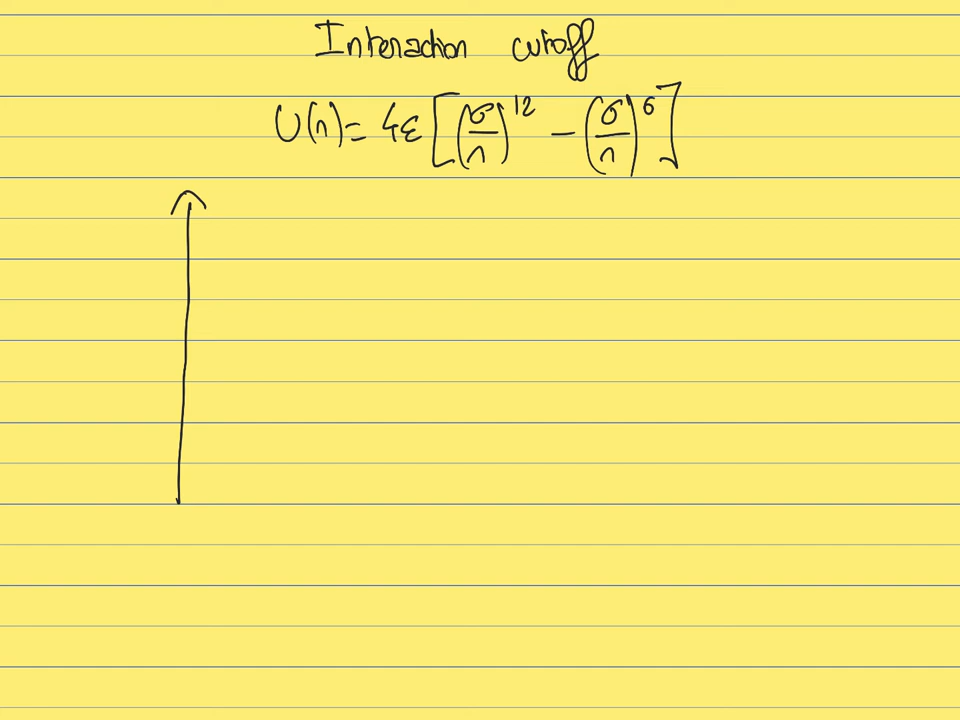 Interaction cutoff
U(r) = 4ε [(σ/r)^12 - (σ/r)^6]